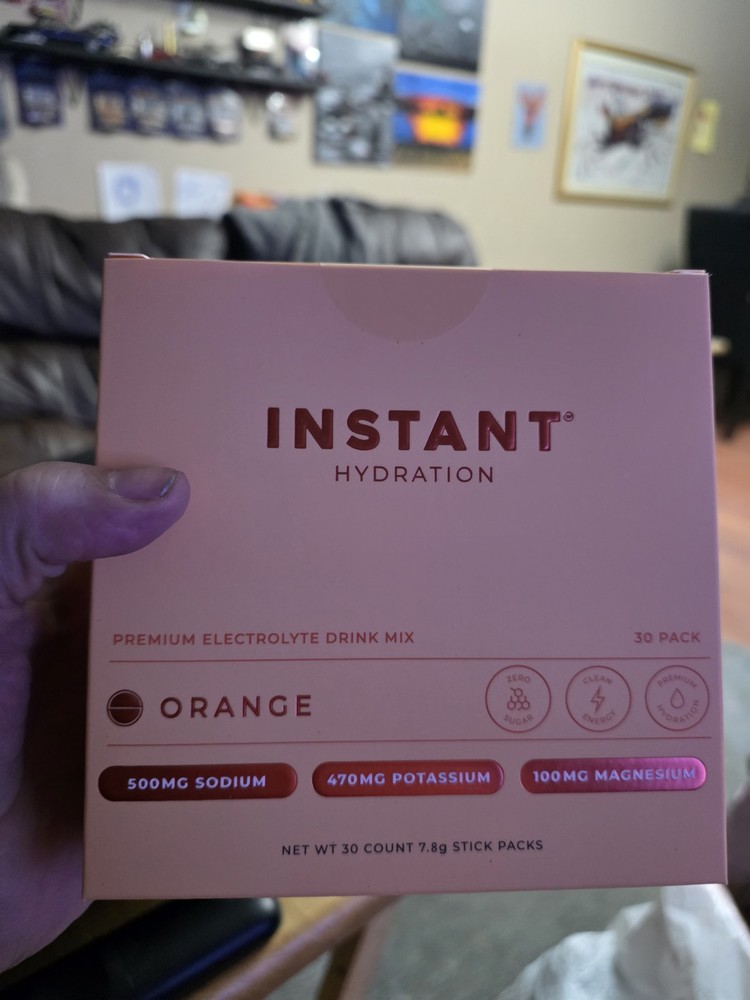 INSTANT
HYDRATION
PREMIUM ELECTROLYTE DRINK MIX
30 PACK
ORANGE
ZERO SUGAR
CLEAN ENERGY
PREMIUM HYDRATION
500MG SODIUM
470MG POTASSIUM
100MG MAGNESIUM
NET WT 30 COUNT 7.8g STICK PACKS